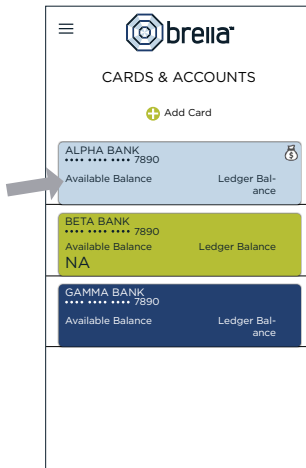 brella
CARDS & ACCOUNTS
Add Card
ALPHA BANK
•••• •••• •••• 7890
Available Balance Ledger Bal-
ance
BETA BANK
•••• •••• •••• 7890
Available Balance Ledger Balance
NA
GAMMA BANK
•••• •••• •••• 7890
Available Balance Ledger Bal-
ance